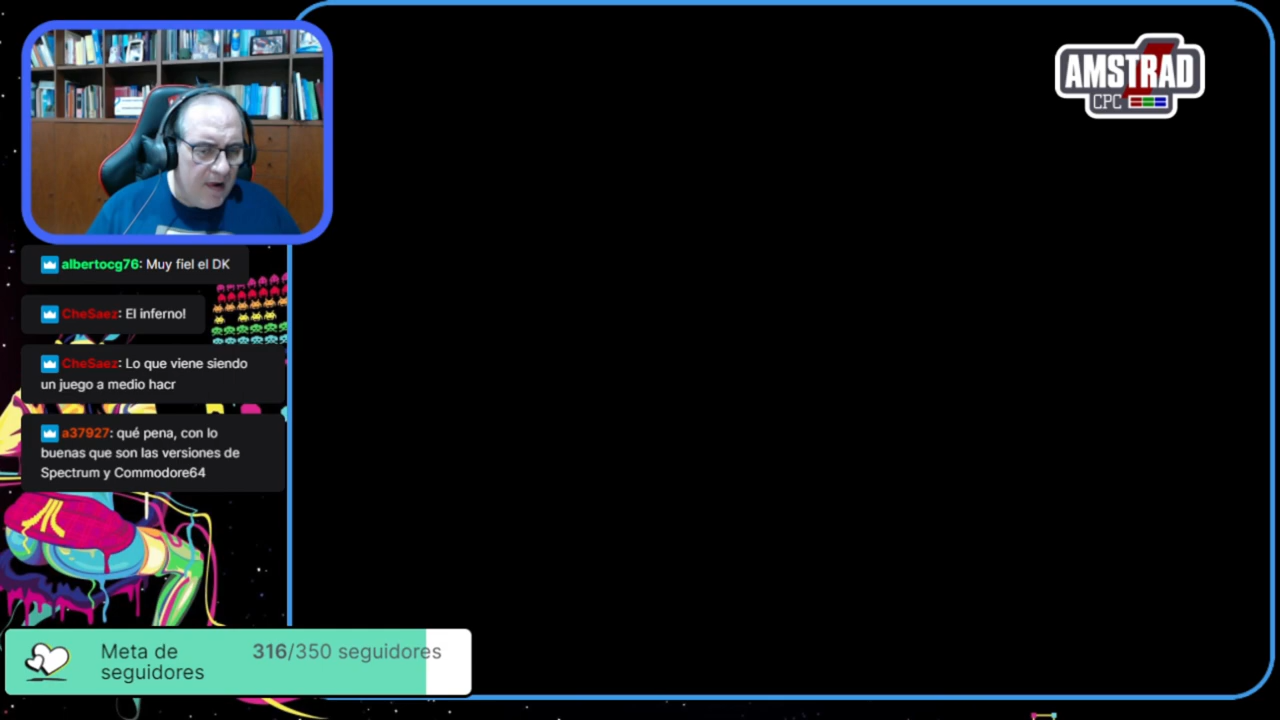 AMSTRAD
CPC
albertocg76: Muy fiel el DK
CheSaez: El inferno!
CheSaez: Lo que viene siendo
un juego a medio hacr
a37927: qué pena, con lo
buenas que son las versiones de
Spectrum y Commodore64
Meta de
seguidores
316/350 seguidores